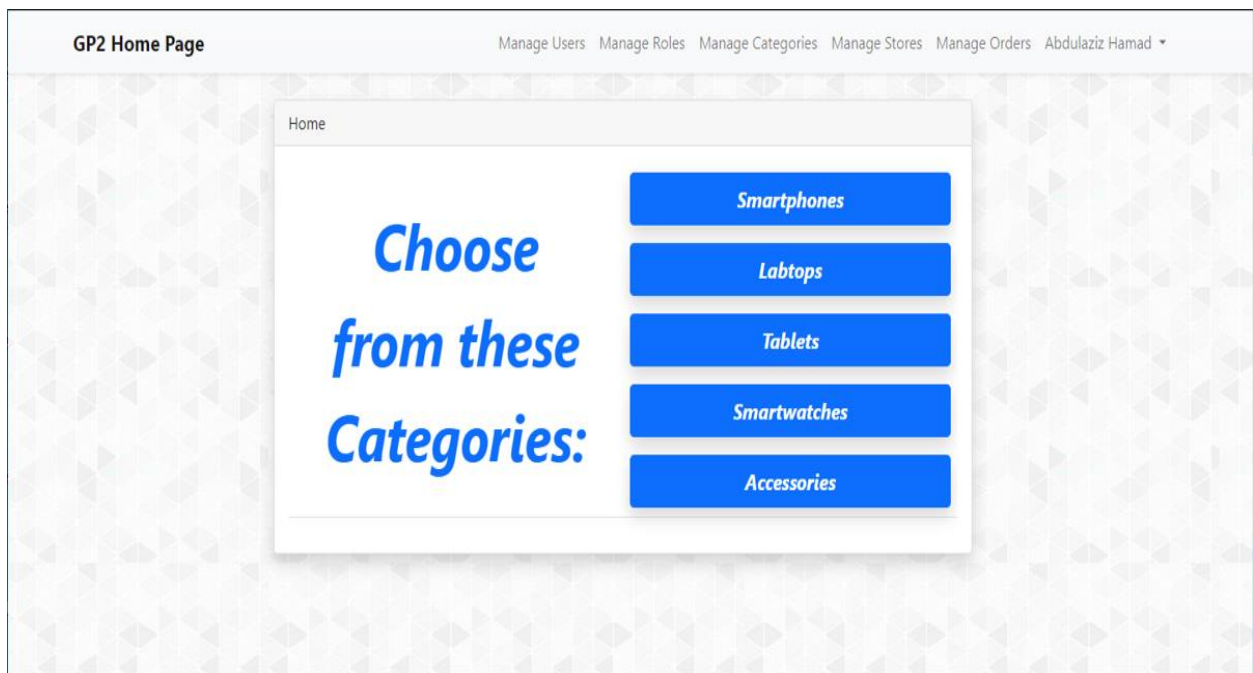 GP2 Home Page
Manage Users Manage Roles Manage Categories Manage Stores Manage Orders Abdulaziz Hamad
Home
Choose
from these
Categories:
Smartphones
Labtops
Tablets
Smartwatches
Accessories